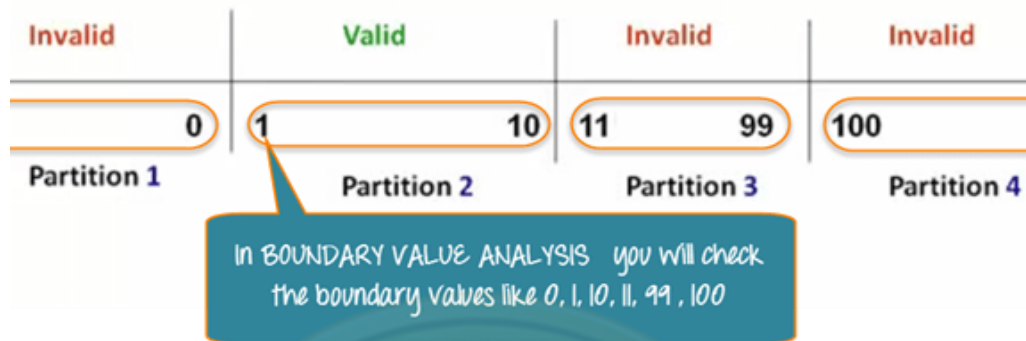 Invalid Valid Invalid Invalid
0 1 10 11 99 100
Partition 1 Partition 2 Partition 3 Partition 4
In BOUNDARY VALUE ANALYSIS you will check
the boundary values like 0, 1, 10, 11, 99 , 100